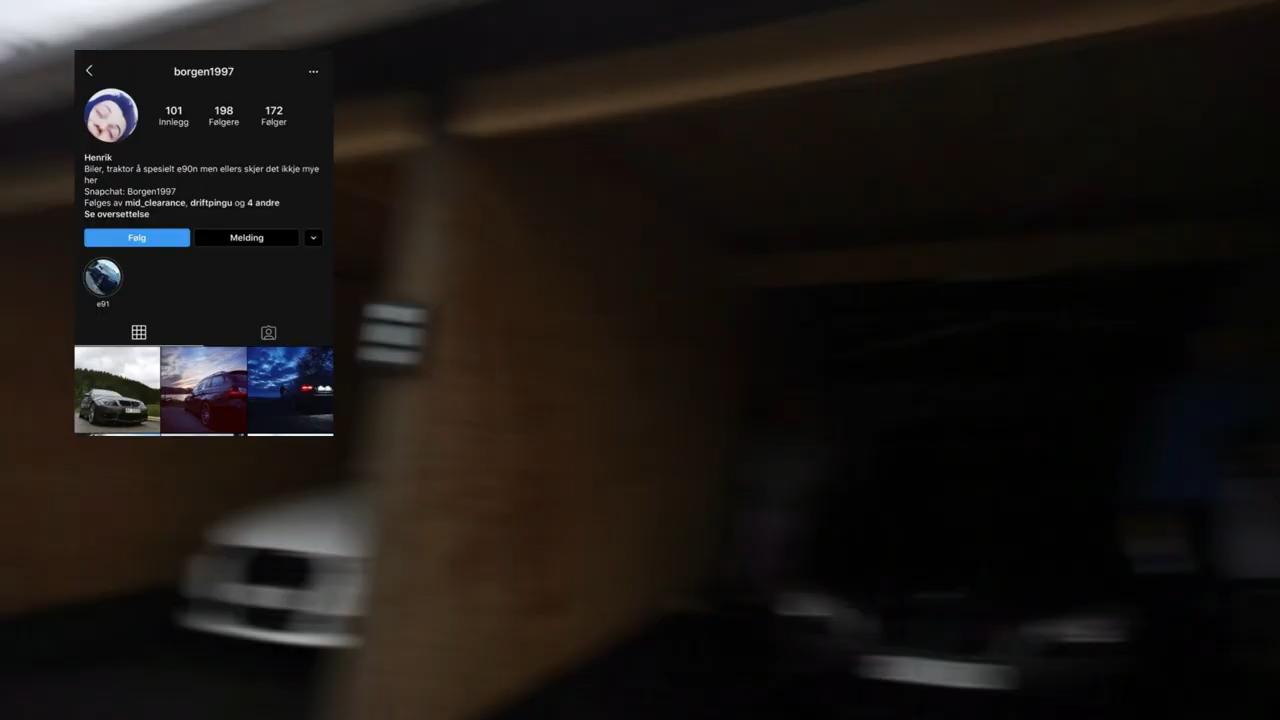 borgen1997
101 198 172
Innlegg Følgere Følger
Henrik
Biler, traktor å spesielt e90n men ellers skjer det ikkje mye
her
Snapchat: Borgen1997
Følges av mid_clearance, driftpingu og 4 andre
Se oversettelse
Følg Melding
e91